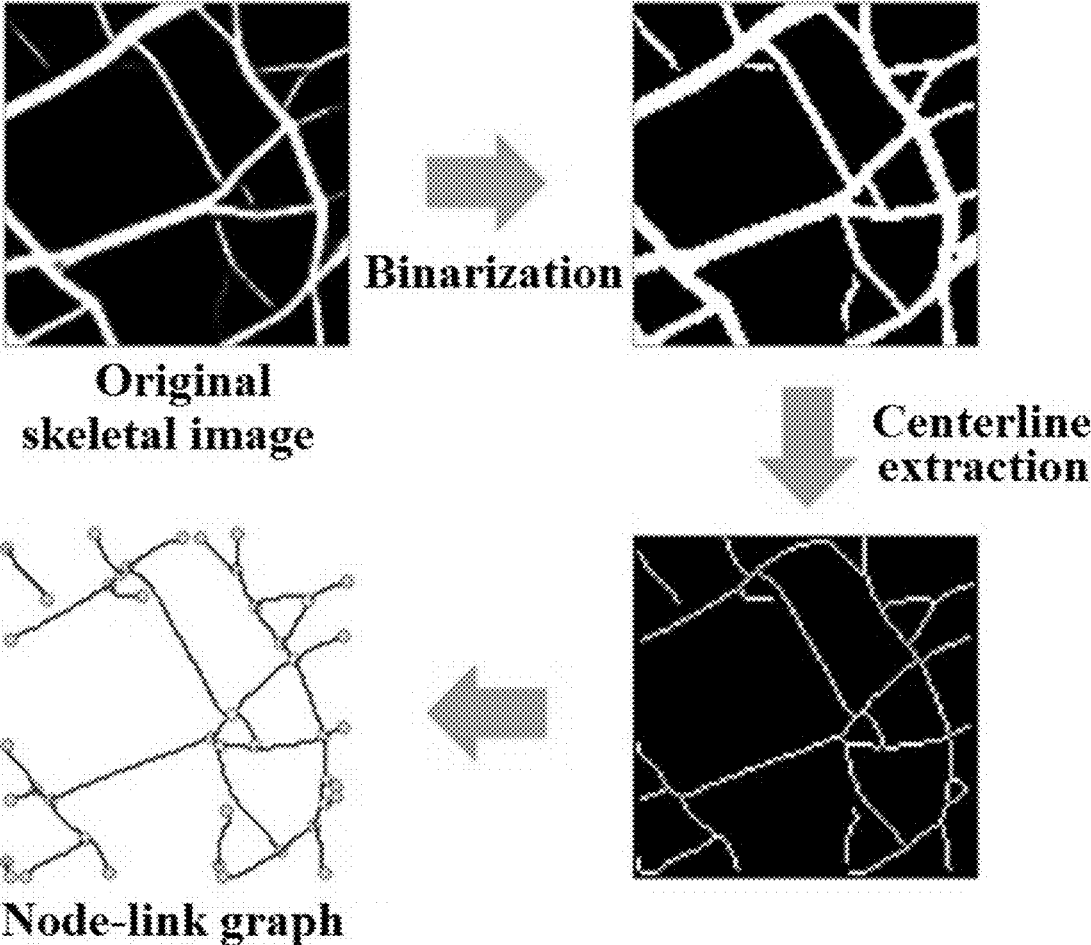 Binarization
Original
skeletal image
Centerline
extraction
Node-link graph